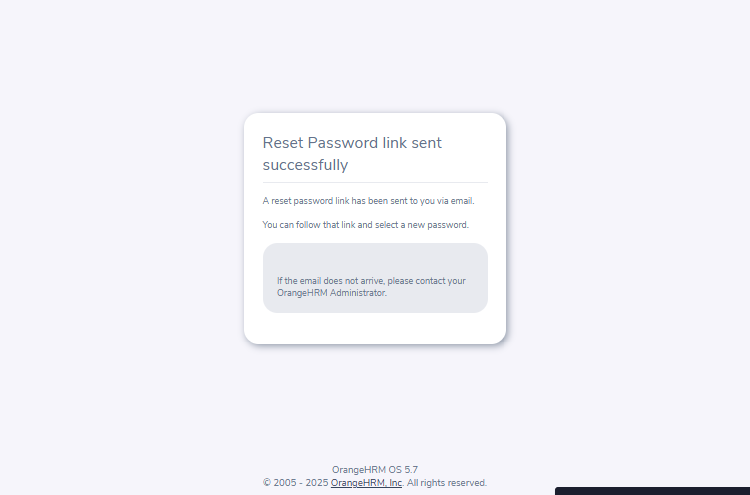 Reset Password link sent
successfully
A reset password link has been sent to you via email.
You can follow that link and select a new password.
If the email does not arrive, please contact your
OrangeHRM Administrator.
OrangeHRM OS 5.7
© 2005 - 2025 OrangeHRM, Inc. All rights reserved.